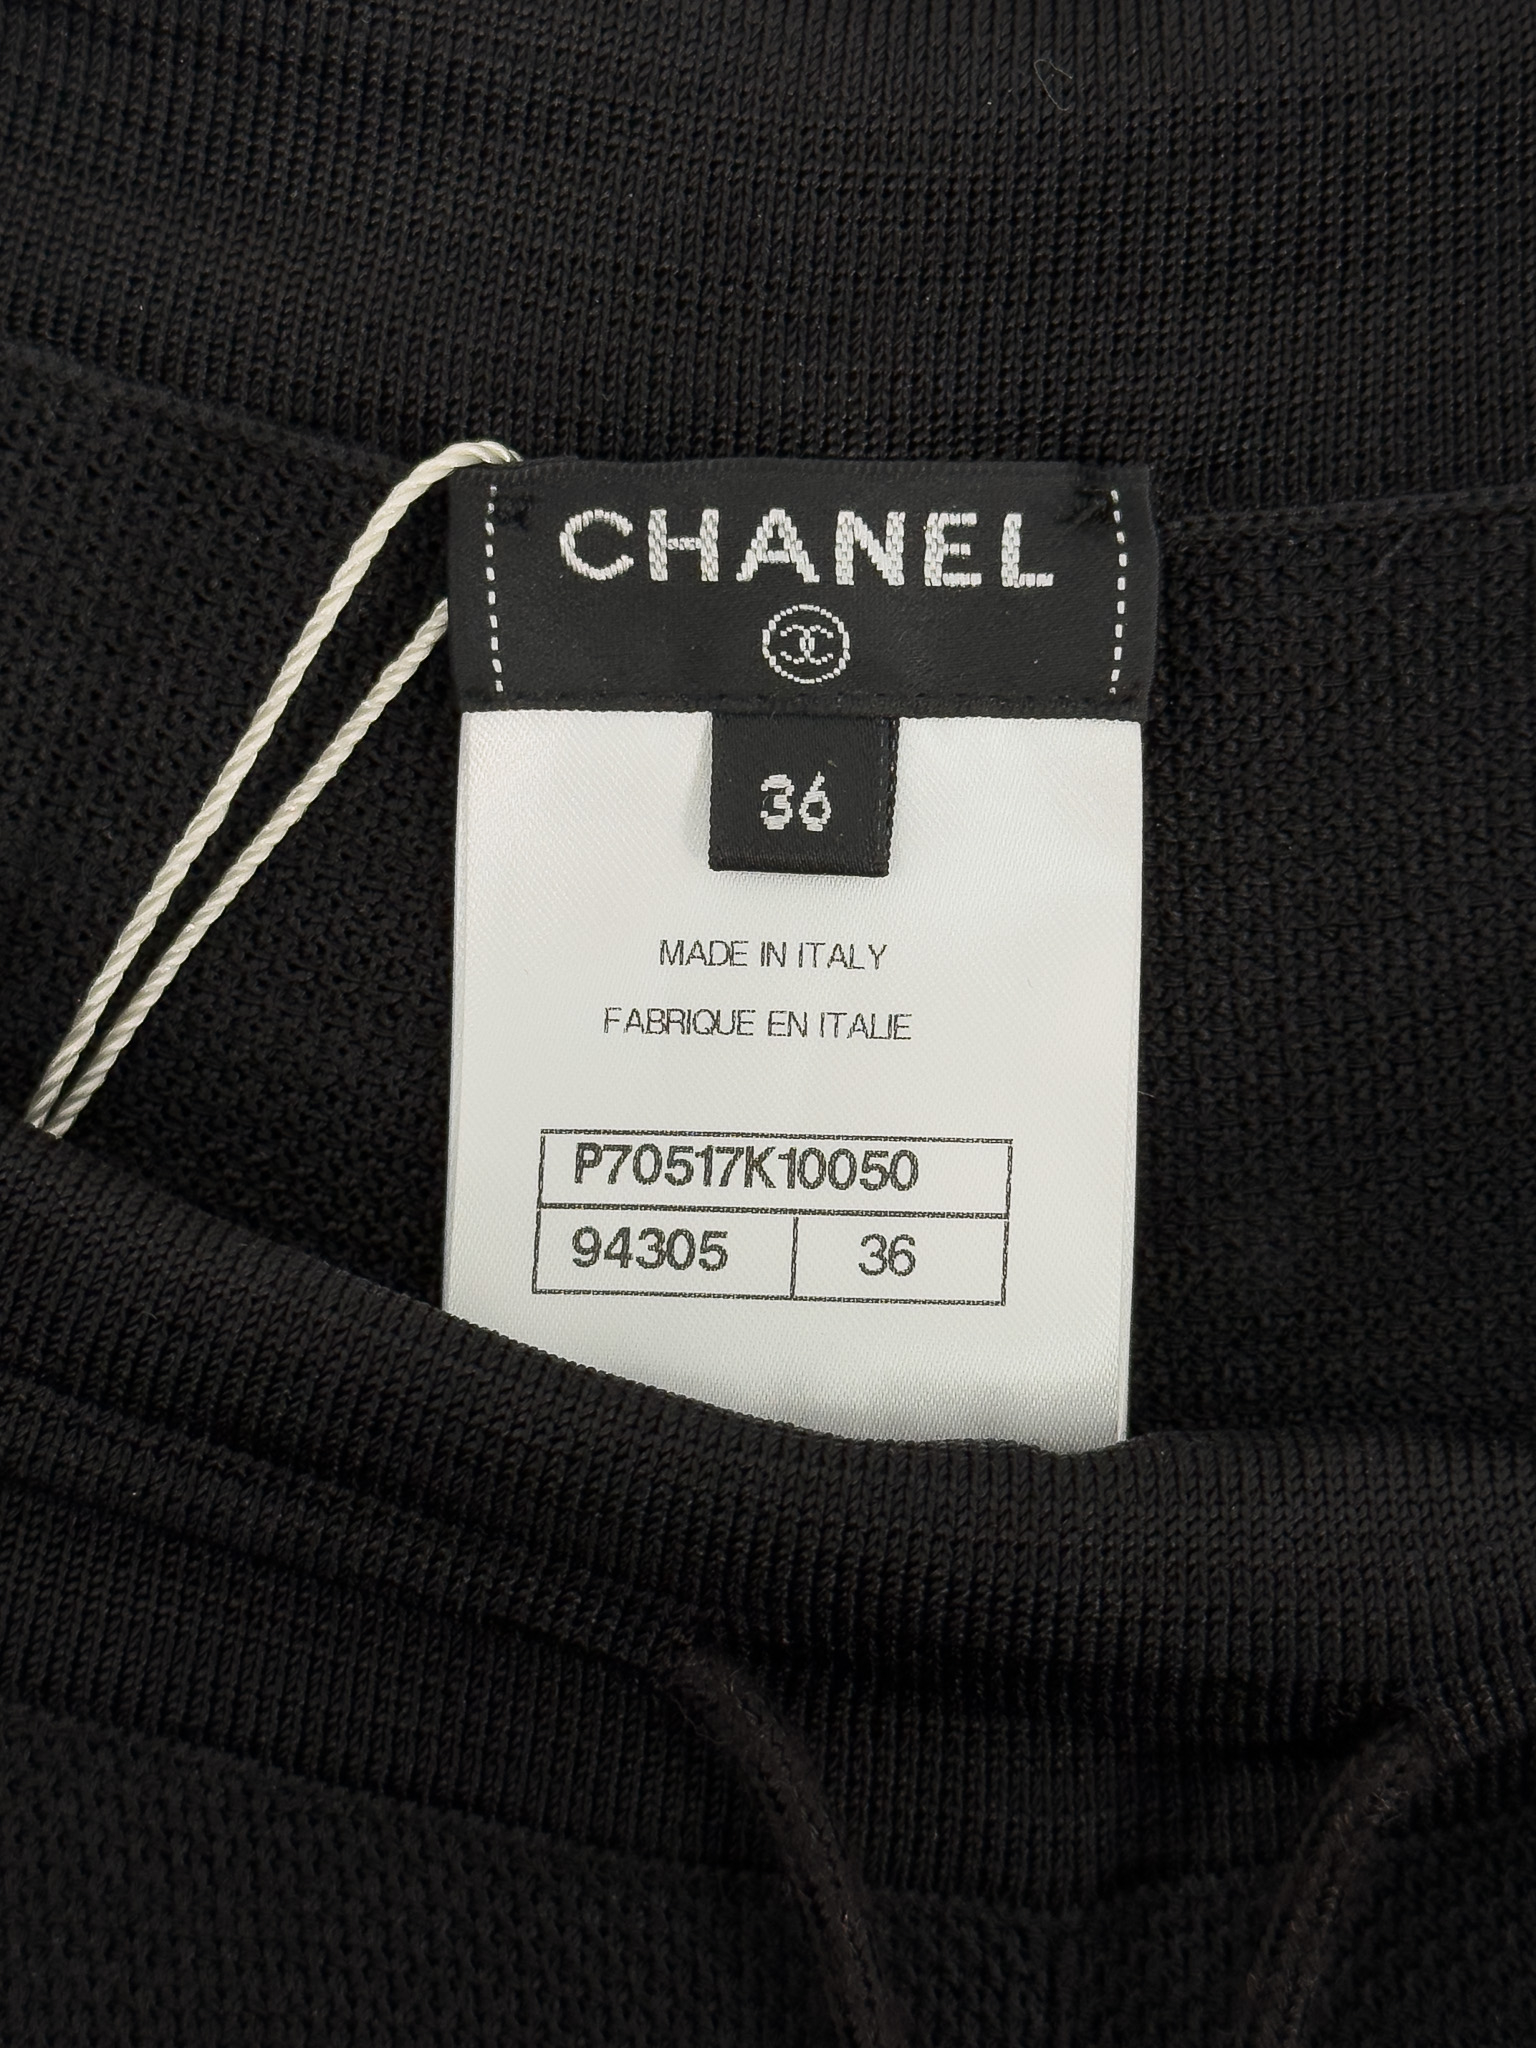 CHANEL
36
MADE IN ITALY
FABRIQUE EN ITALIE
P70517K10050
94305 36